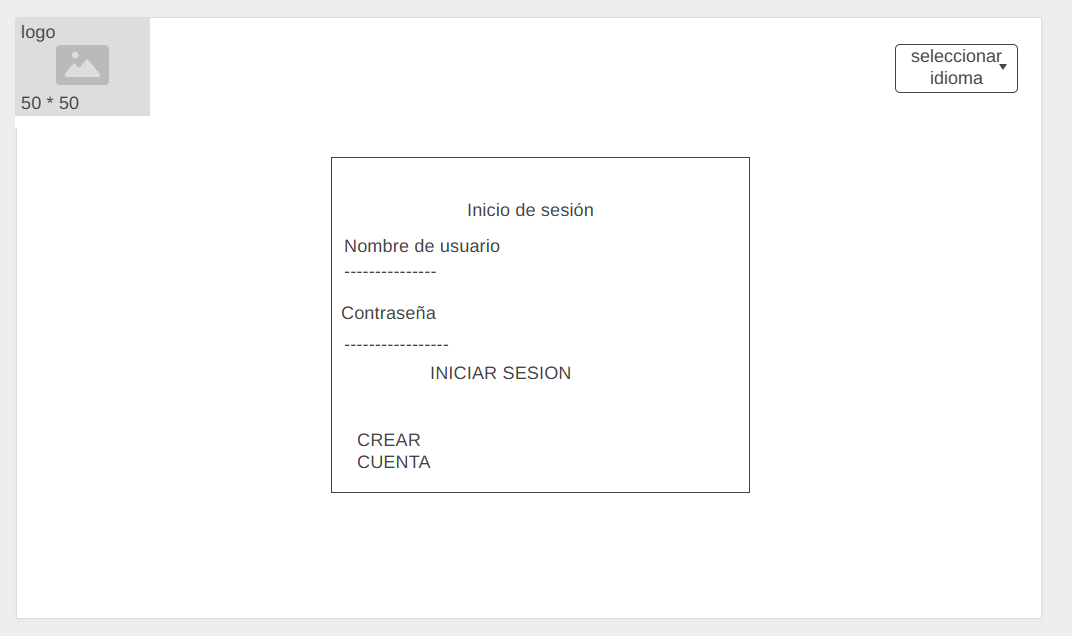 logo
50 * 50
seleccionar
idioma
Inicio de sesión
Nombre de usuario
---------------
Contraseña
-----------------
INICIAR SESION
CREAR
CUENTA